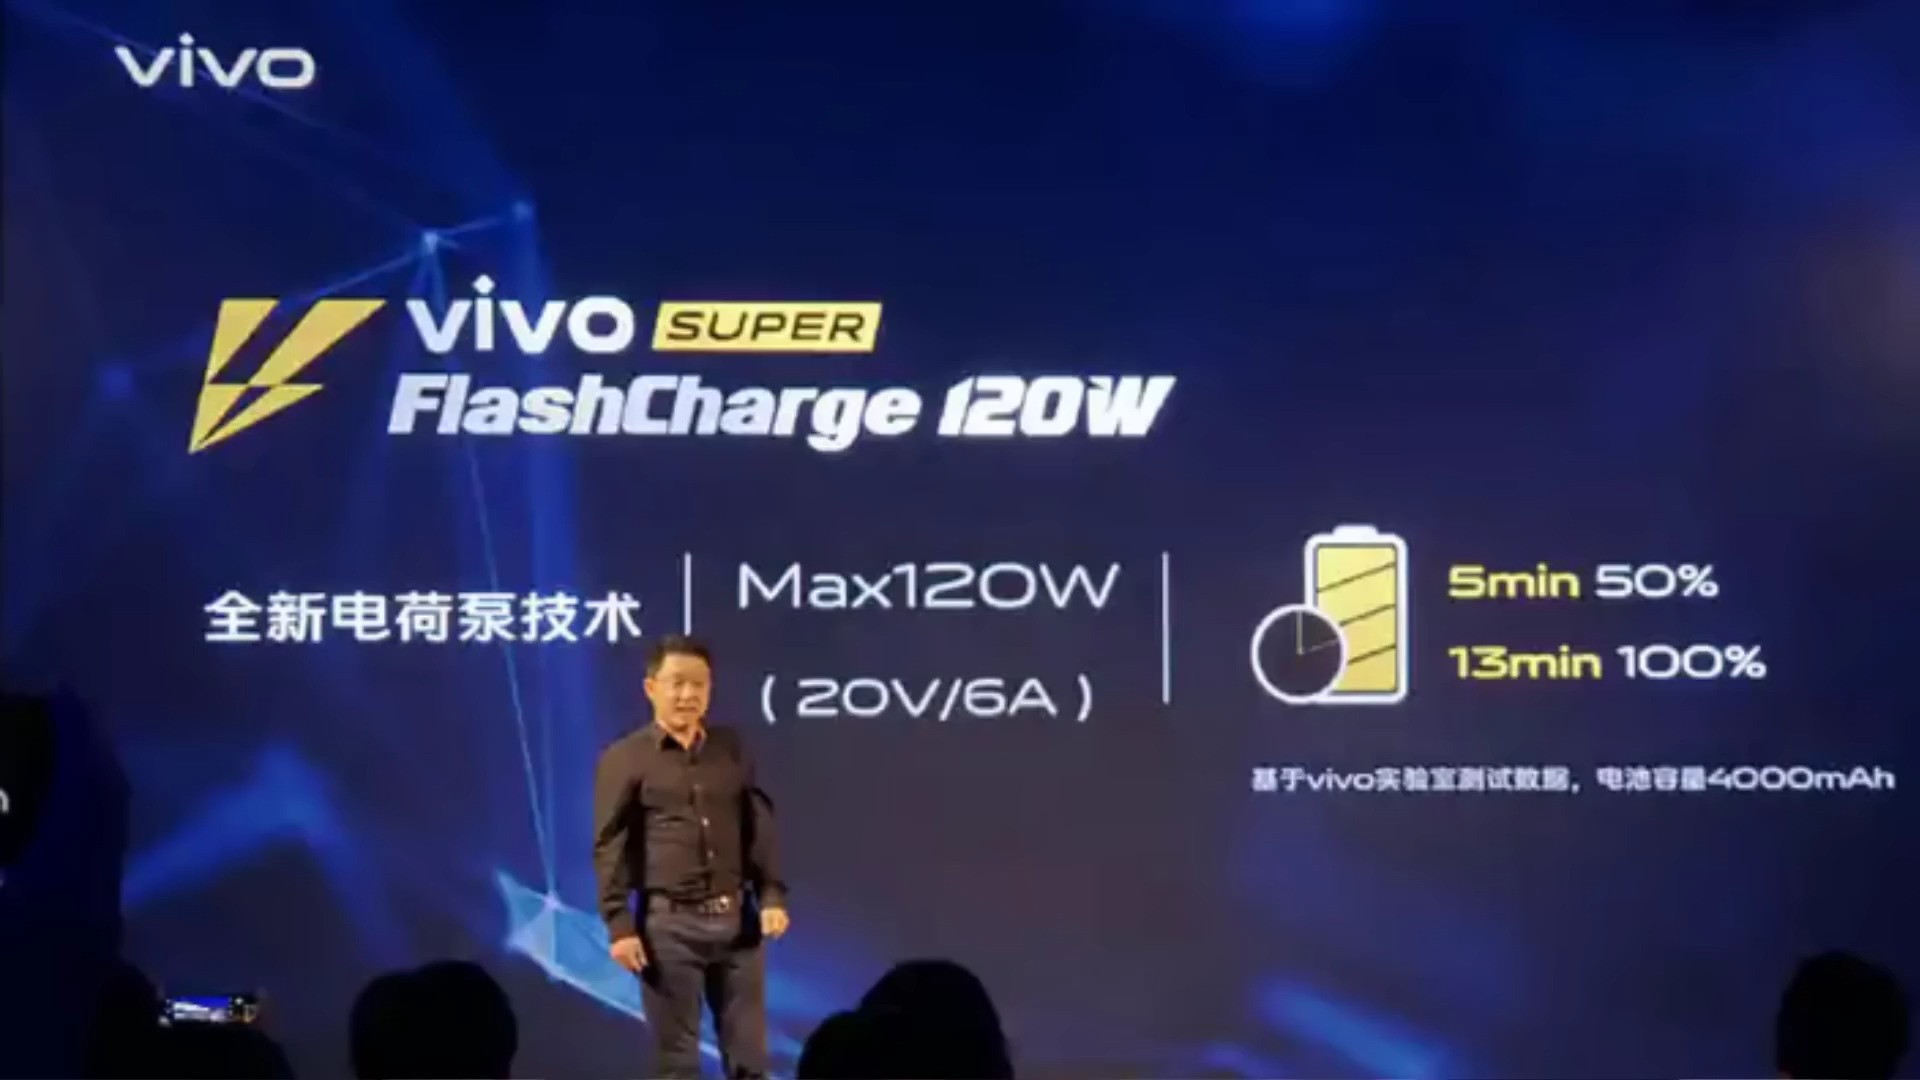 vivo
vivo SUPER
FlashCharge 120W
全新电荷泵技术
Max120W
( 20V/6A )
5min 50%
13min 100%
基于vivo实验室测试数据，电池容量4000mAh